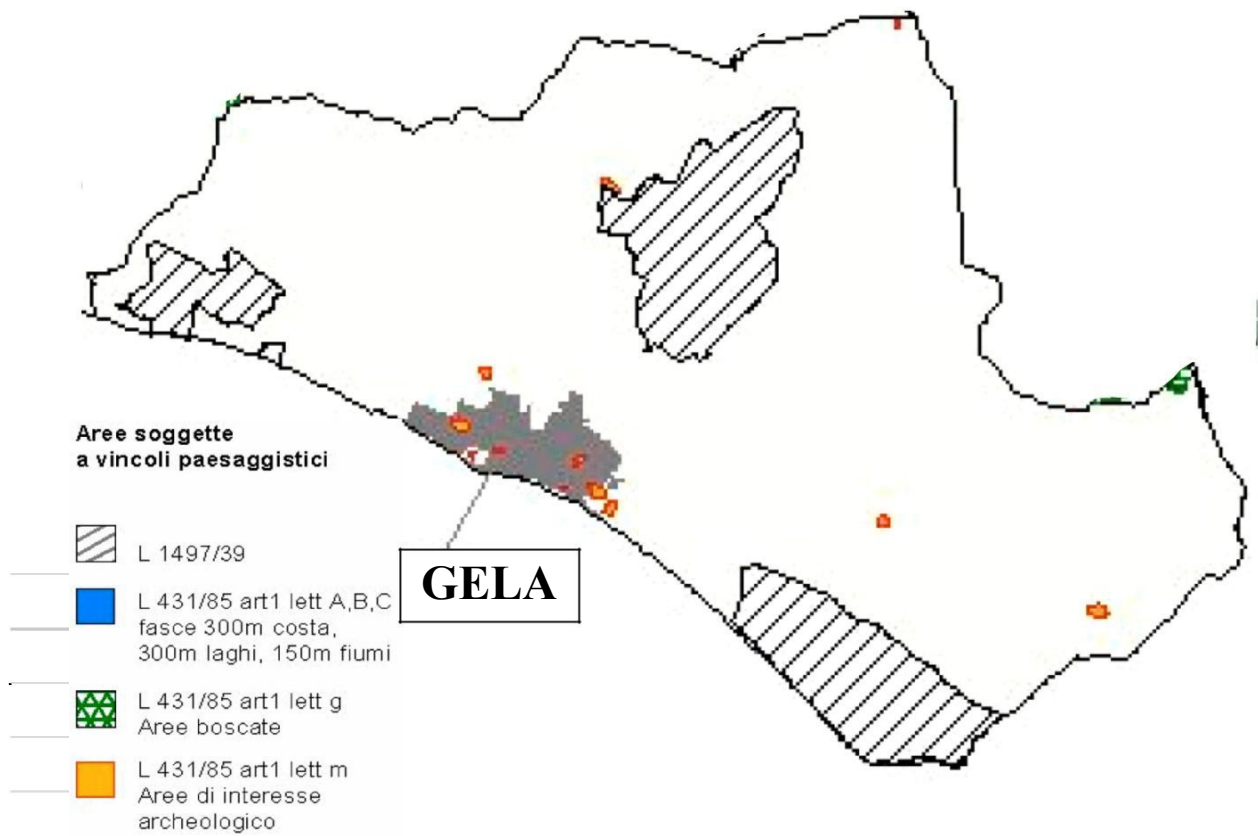 GELA
Aree soggette
a vincoli paesaggistici
L 1497/39
L 431/85 art1 lett A,B,C
fasce 300m costa,
300m laghi, 150m fiumi
L 431/85 art1 lett g
Aree boscate
L 431/85 art1 lett m
Aree di interesse
archeologico